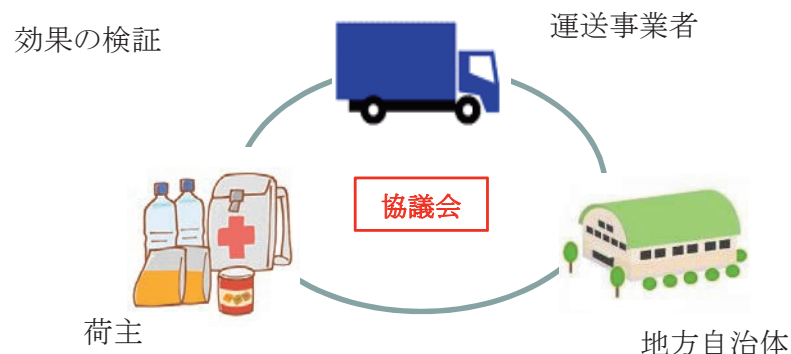 効果の検証
運送事業者
協議会
荷主
地方自治体